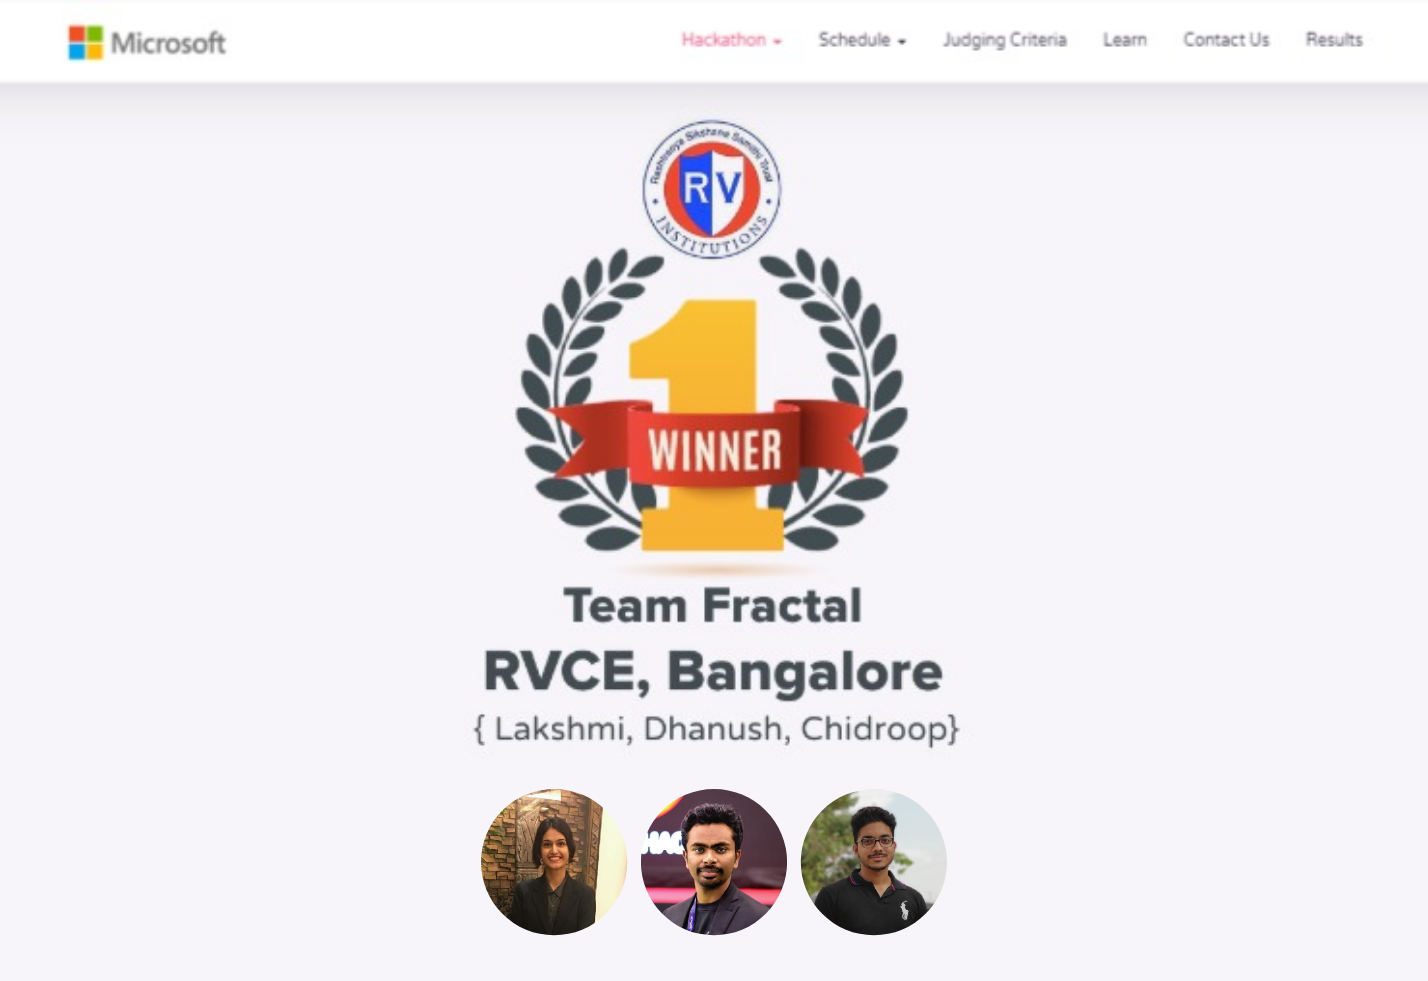 Microsoft
Hackathon Schedule Judging Criteria Learn Contact Us Results
Rashtreeya Sikshana Samithi Trust
RV
INSTITUTIONS
1
WINNER
Team Fractal
RVCE, Bangalore
{ Lakshmi, Dhanush, Chidroop}
HAC